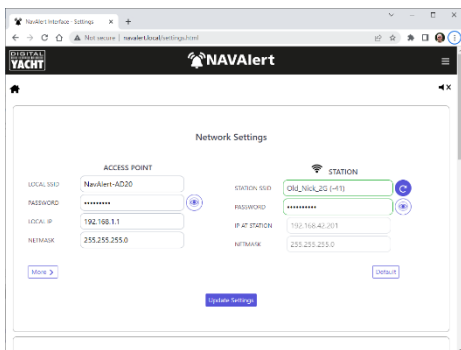 NavAlert Interface - Settings
Not secure | navalert.local/settings.html
DIGITAL
YACHT
NAVAlert
Network Settings
ACCESS POINT
STATION
LOCAL SSID
NavAlert-AD20
STATION SSID
Old_Nick_2G (-41)
PASSWORD
•••••••••
PASSWORD
••••••••••
LOCAL IP
192.168.1.1
IP AT STATION
192.168.42.201
NETMASK
255.255.255.0
NETMASK
255.255.255.0
More >
Default
Update Settings